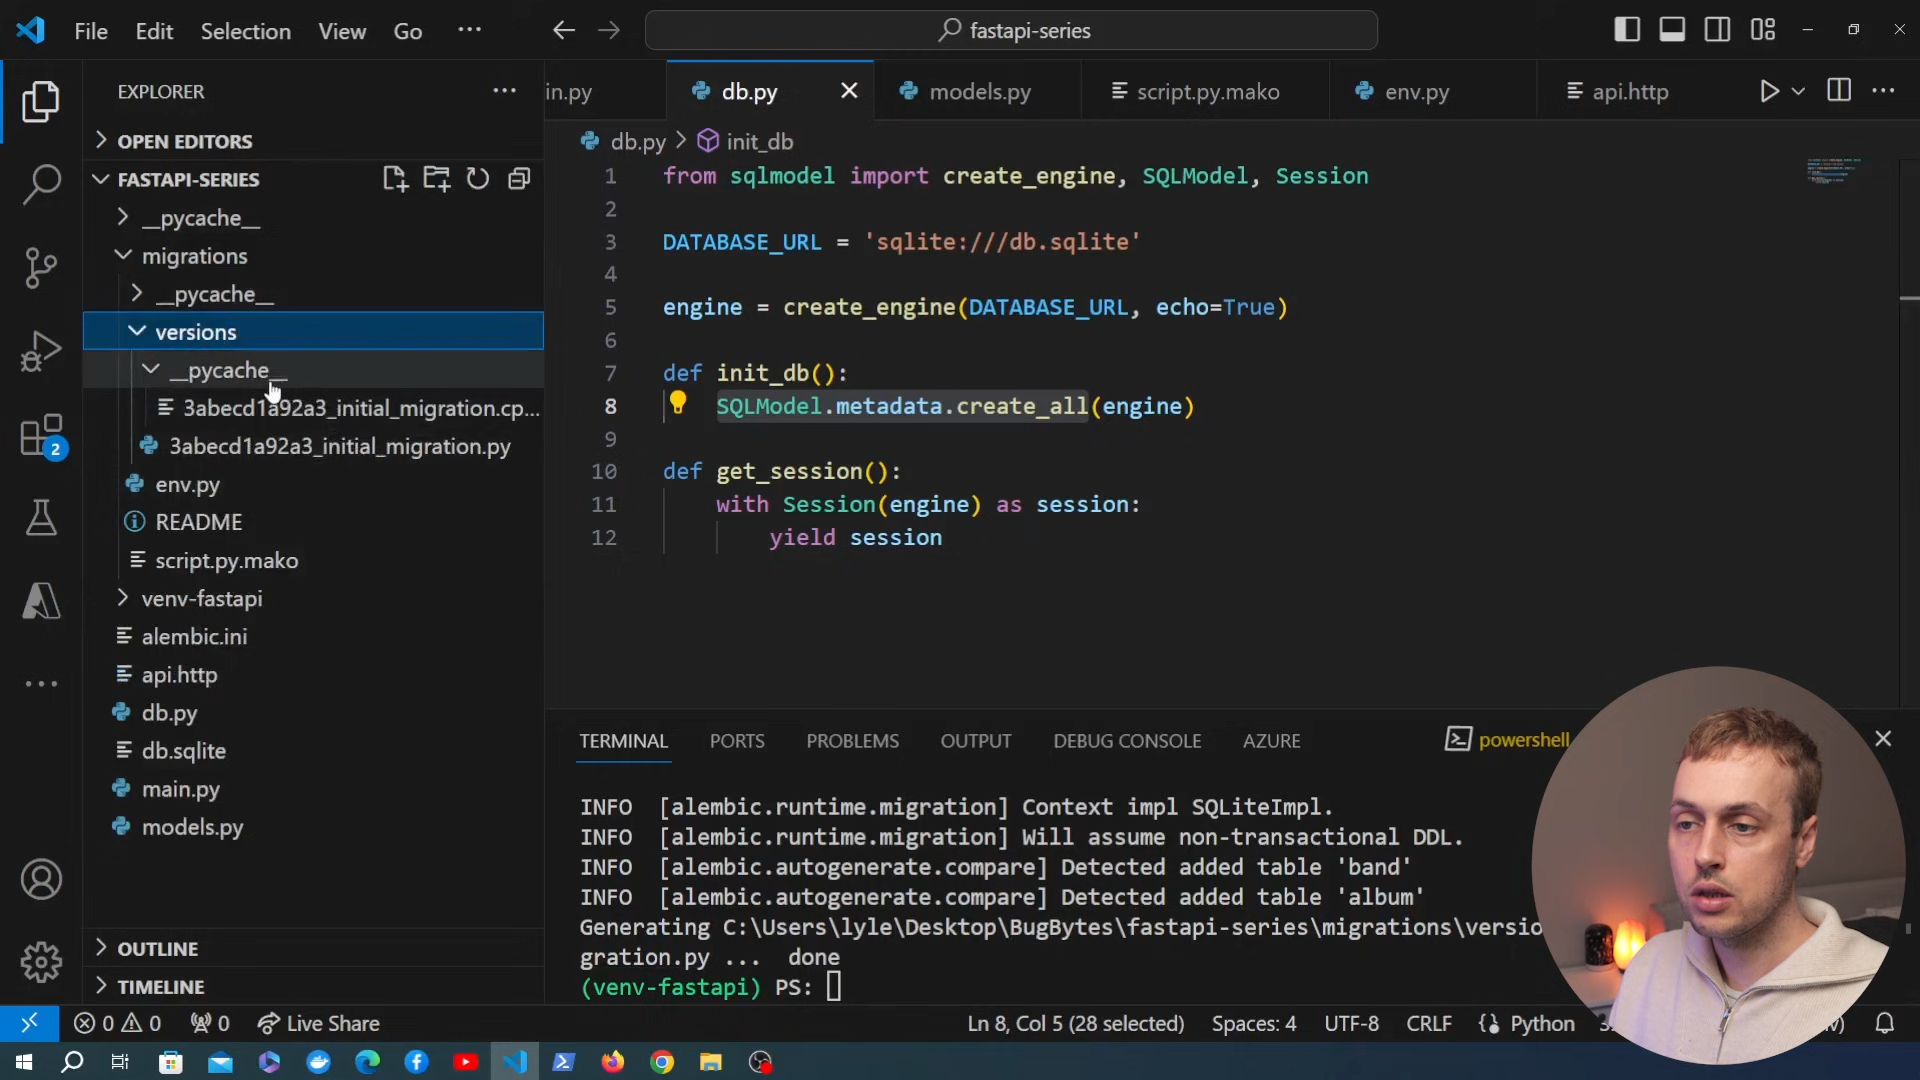 File Edit Selection View Go ...
fastapi-series
EXPLORER
OPEN EDITORS
FASTAPI-SERIES
__pycache__
migrations
__pycache__
versions
__pycache__
3abecd1a92a3_initial_migration.cp...
3abecd1a92a3_initial_migration.py
env.py
README
script.py.mako
venv-fastapi
alembic.ini
api.http
db.py
db.sqlite
main.py
models.py
OUTLINE
TIMELINE
in.py db.py models.py script.py.mako env.py api.http
db.py > init_db
1 from sqlmodel import create_engine, SQLModel, Session
2
3 DATABASE_URL = 'sqlite:///db.sqlite'
4
5 engine = create_engine(DATABASE_URL, echo=True)
6
7 def init_db():
8 SQLModel.metadata.create_all(engine)
9
10 def get_session():
11 with Session(engine) as session:
12 yield session
TERMINAL PORTS PROBLEMS OUTPUT DEBUG CONSOLE AZURE powershell
INFO [alembic.runtime.migration] Context impl SQLiteImpl.
INFO [alembic.runtime.migration] Will assume non-transactional DDL.
INFO [alembic.autogenerate.compare] Detected added table 'band'
INFO [alembic.autogenerate.compare] Detected added table 'album'
Generating C:\Users\lyle\Desktop\BugBytes\fastapi-series\migrations\versio
gration.py ... done
(venv-fastapi) PS:
2
0 0 0 Live Share Ln 8, Col 5 (28 selected) Spaces: 4 UTF-8 CRLF Python